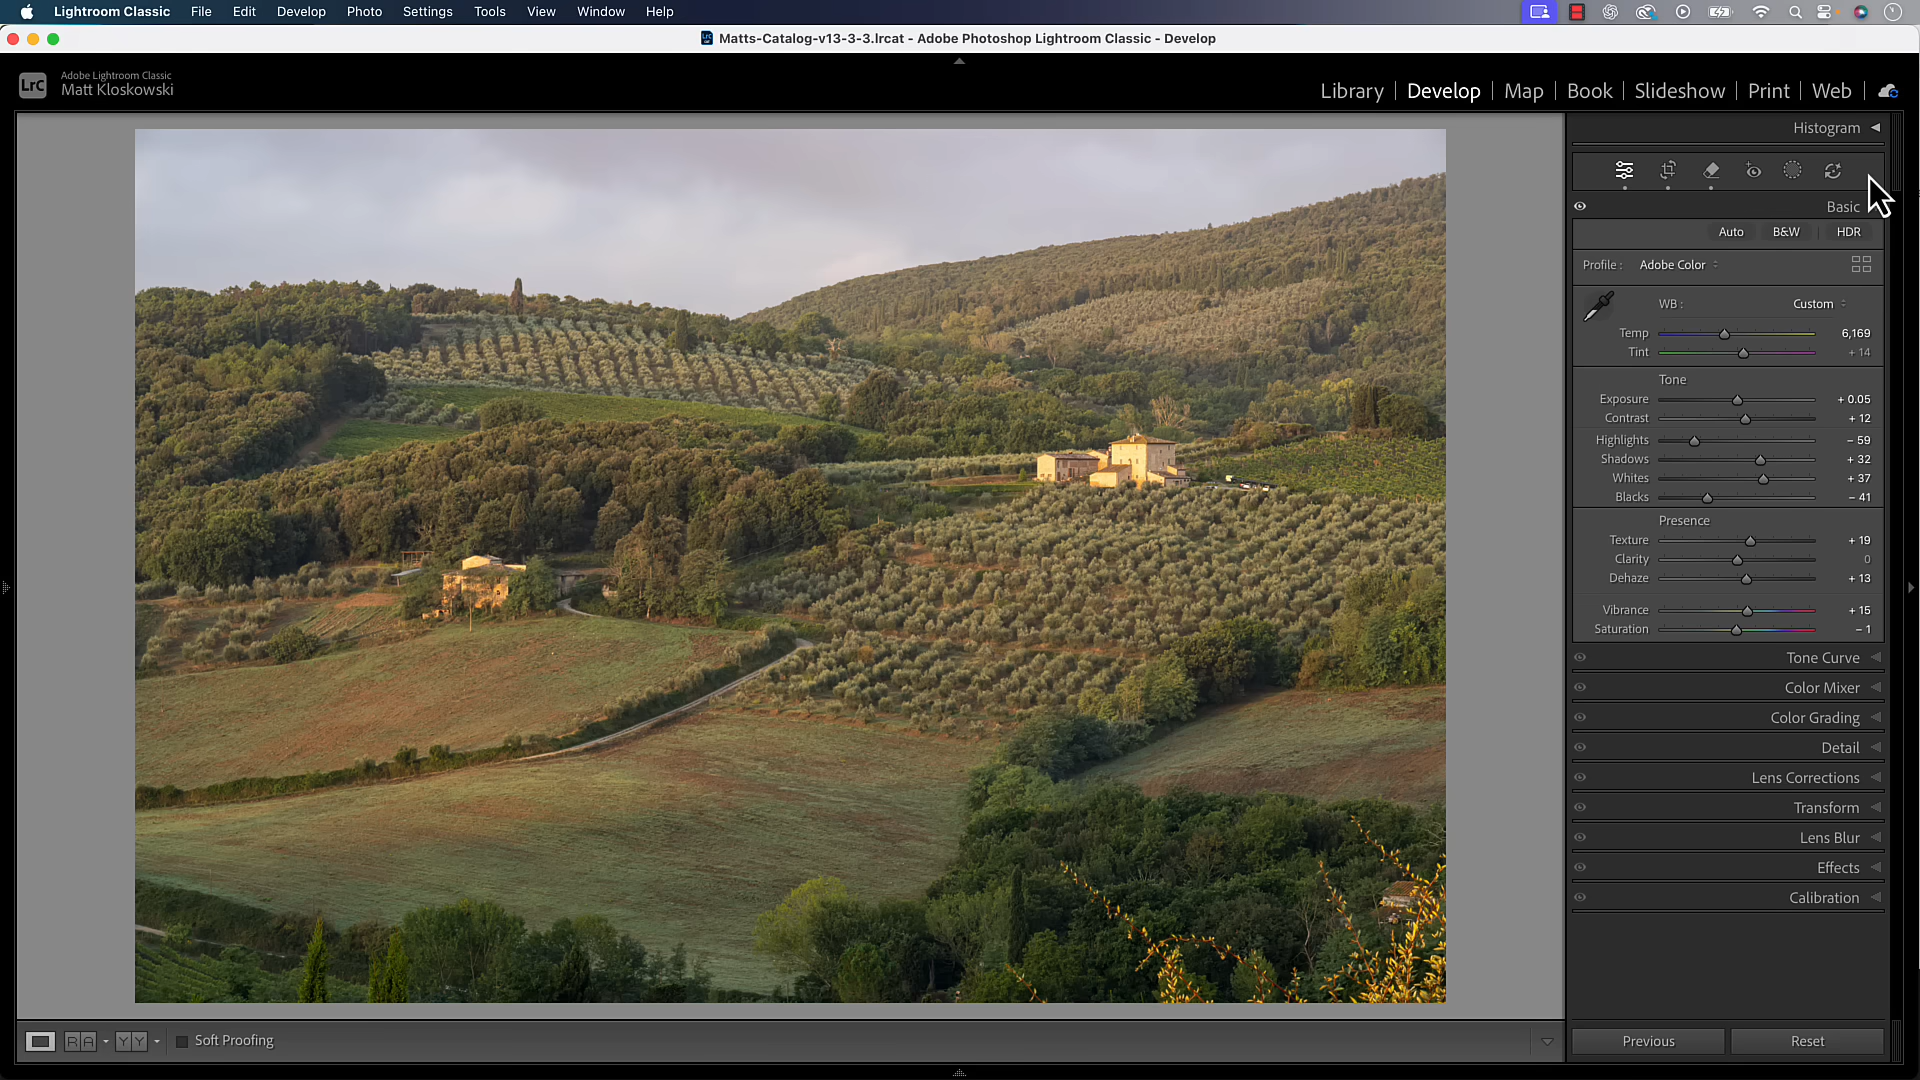 Lightroom Classic File Edit Develop Photo Settings Tools View Window Help
Matts-Catalog-v13-3-3.lrcat - Adobe Photoshop Lightroom Classic - Develop
LrC
Adobe Lightroom Classic
Matt Kloskowski
Library | Develop | Map | Book | Slideshow | Print | Web |
Histogram
Basic
Auto B&W HDR
Profile : Adobe Color
WB : Custom
Temp 6,169
Tint + 14
Tone
Exposure + 0.05
Contrast + 12
Highlights – 59
Shadows + 32
Whites + 37
Blacks – 41
Presence
Texture + 19
Clarity 0
Dehaze + 13
Vibrance + 15
Saturation – 1
Tone Curve
Color Mixer
Color Grading
Detail
Lens Corrections
Transform
Lens Blur
Effects
Calibration
R A Y Y Soft Proofing
Previous Reset